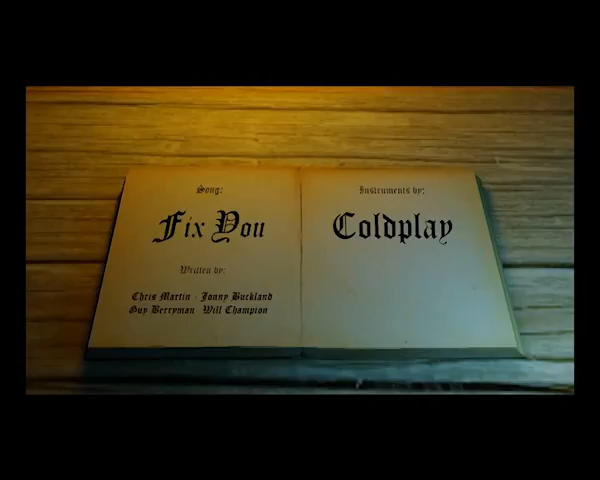 Song:
Fix You
Written by:
Chris Martin · Jonny Buckland
Guy Berryman Will Champion
Instruments by:
Coldplay